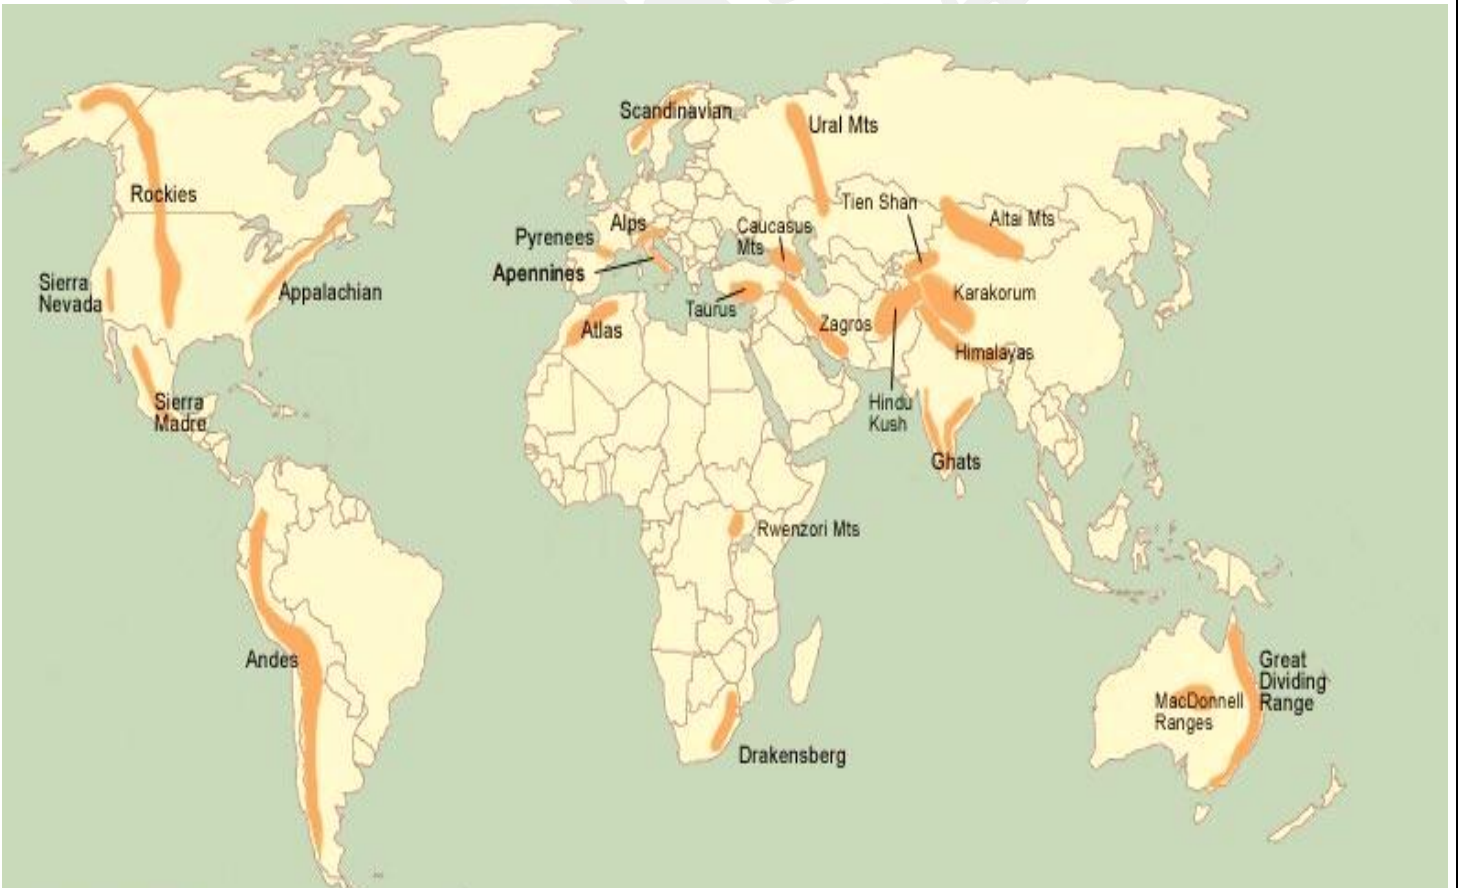 Scandinavian
Ural Mts
Rockies
Tien Shan
Altai Mts
Alps
Caucasus
Mts
Pyrenees
Apennines
Sierra
Nevada
Appalachian
Karakorum
Taurus
Zagros
Atlas
Himalayas
Sierra
Madre
Hindu
Kush
Ghats
Rwenzori Mts
Andes
Great
Dividing
Range
MacDonnell
Ranges
Drakensberg